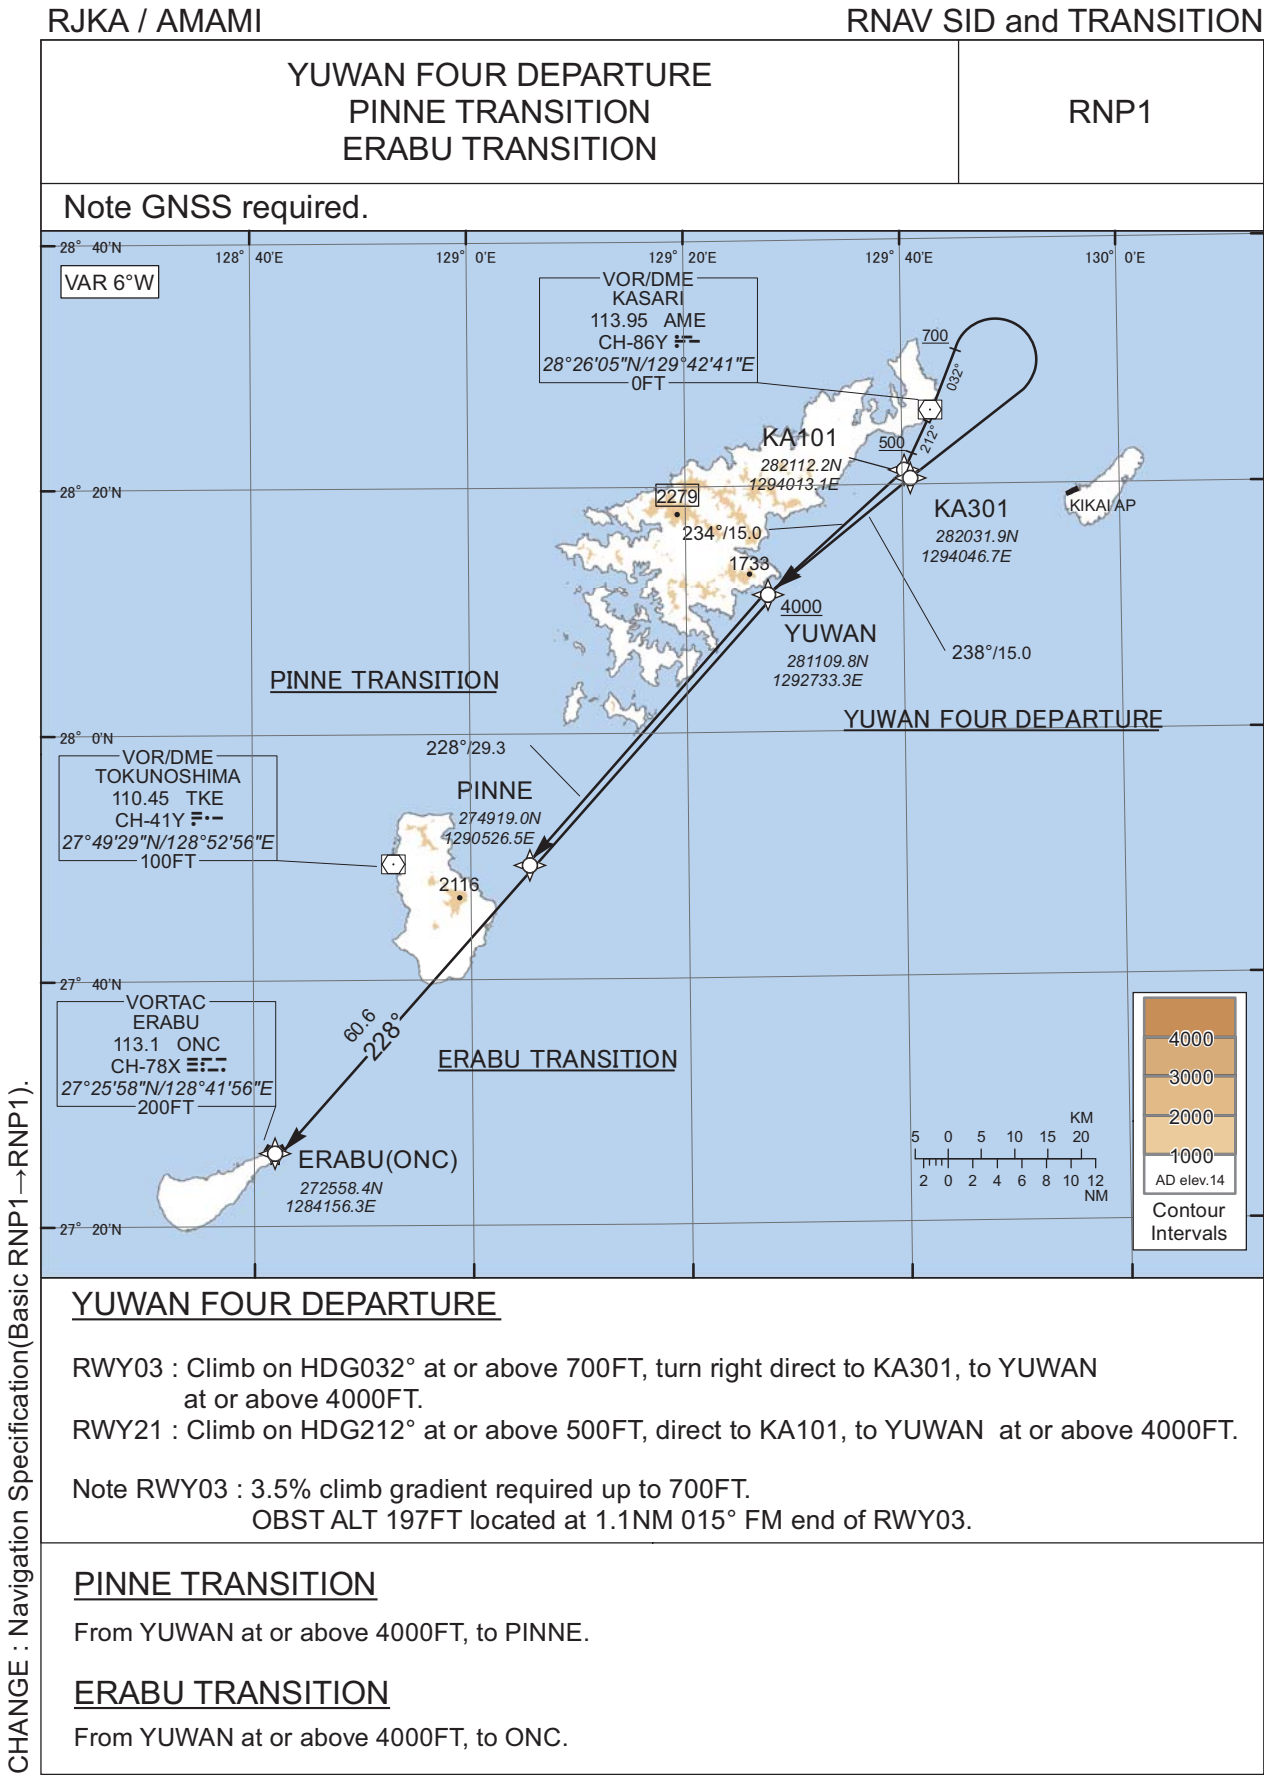 RJKA / AMAMI
RNAV SID and TRANSITION
YUWAN FOUR DEPARTURE
PINNE TRANSITION
ERABU TRANSITION
RNP1
Note GNSS required.
28° 40'N
128° 40'E
129° 0'E
129° 20'E
129° 40'E
130° 0'E
VAR 6°W
VOR/DME
KASARI
113.95 AME
CH-86Y
28°26'05"N/129°42'41"E
0FT
700
032°
212°
500
KA101
282112.2N
1294013.1E
28° 20'N
2279
KIKAI AP
KA301
282031.9N
1294046.7E
234°/15.0
1733
4000
YUWAN
281109.8N
1292733.3E
238°/15.0
PINNE TRANSITION
YUWAN FOUR DEPARTURE
28° 0'N
228°/29.3
VOR/DME
TOKUNOSHIMA
110.45 TKE
CH-41Y
27°49'29"N/128°52'56"E
100FT
PINNE
274919.0N
1290526.5E
2116
27° 40'N
VORTAC
ERABU
113.1 ONC
CH-78X
27°25'58"N/128°41'56"E
200FT
60.6
228°
ERABU TRANSITION
ERABU(ONC)
272558.4N
1284156.3E
27° 20'N
KM
5 0 5 10 15 20
2 0 2 4 6 8 10 12
NM
4000
3000
2000
1000
AD elev.14
Contour
Intervals
YUWAN FOUR DEPARTURE
RWY03 : Climb on HDG032° at or above 700FT, turn right direct to KA301, to YUWAN
at or above 4000FT.
RWY21 : Climb on HDG212° at or above 500FT, direct to KA101, to YUWAN at or above 4000FT.
Note RWY03 : 3.5% climb gradient required up to 700FT.
OBST ALT 197FT located at 1.1NM 015° FM end of RWY03.
PINNE TRANSITION
From YUWAN at or above 4000FT, to PINNE.
ERABU TRANSITION
From YUWAN at or above 4000FT, to ONC.
CHANGE : Navigation Specification(Basic RNP1→RNP1).